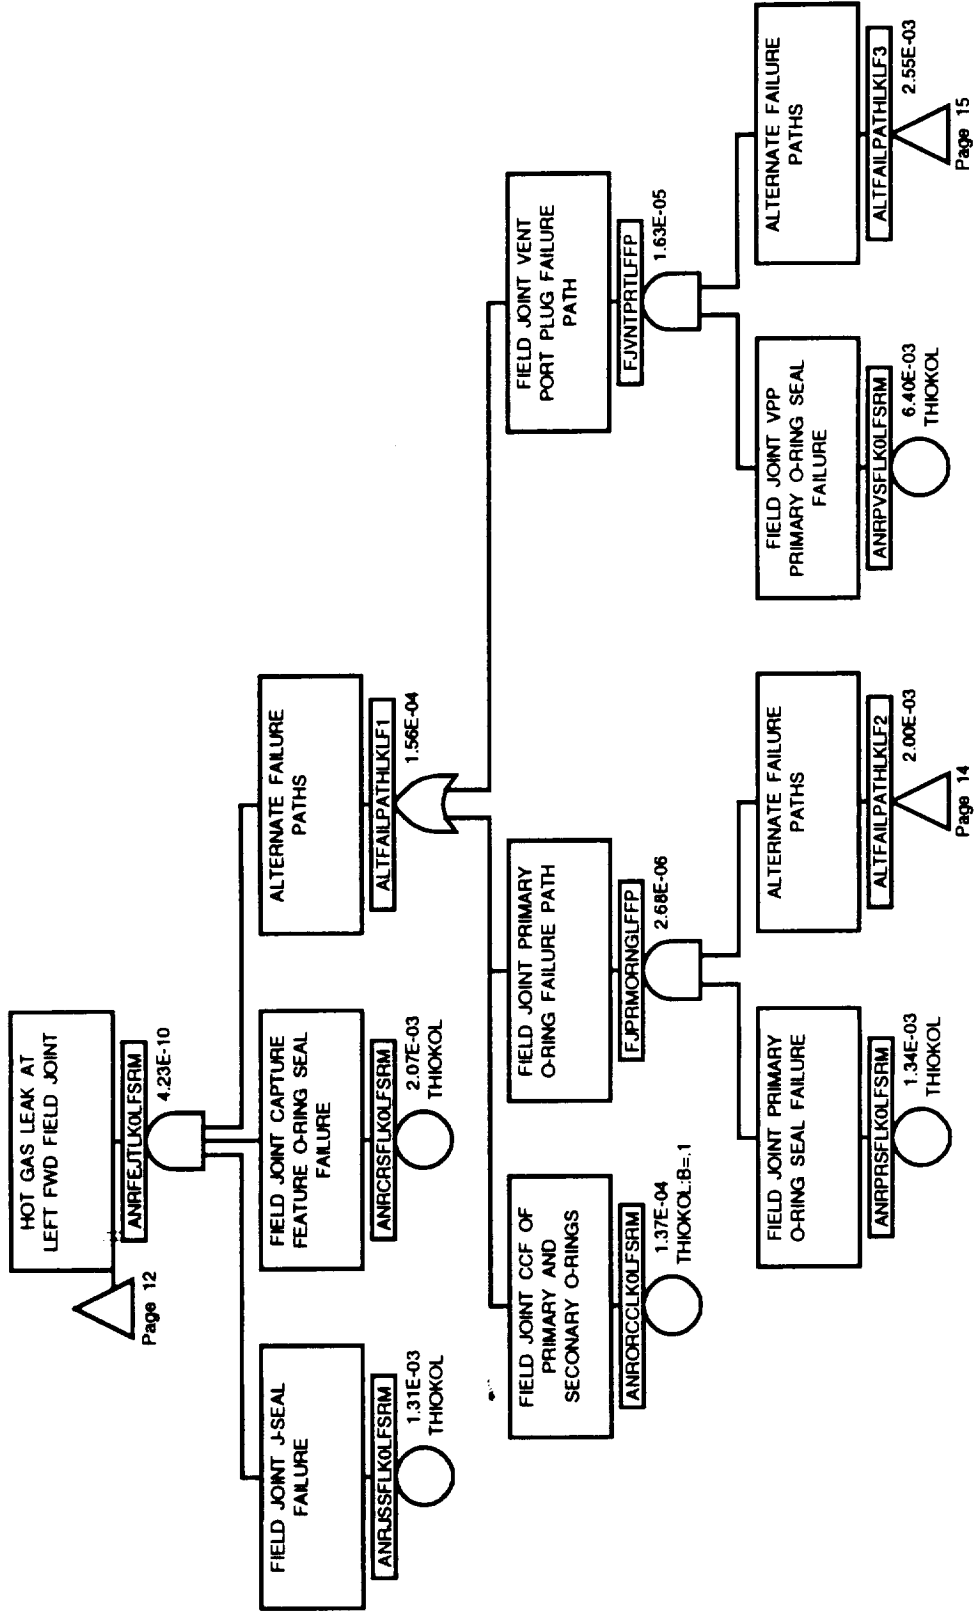 HOT GAS LEAK AT
LEFT FWD FIELD JOINT
ANRFEJTLK0LFSRM
4.23E-10
Page 12
FIELD JOINT J-SEAL
FAILURE
ANRJSSFLK0LFSRM
1.31E-03
THIOKOL
FIELD JOINT CAPTURE
FEATURE O-RING SEAL
FAILURE
ANRCRSFLK0LFSRM
2.07E-03
THIOKOL
ALTERNATE FAILURE
PATHS
ALTFAILPATHLKLF1
1.56E-04
FIELD JOINT CCF OF
PRIMARY AND
SECONARY O-RINGS
ANRORCCLK0LFSRM
1.37E-04
THIOKOL:B=.1
FIELD JOINT PRIMARY
O-RING FAILURE PATH
FJPRMORNGLFFP
2.68E-06
FIELD JOINT VENT
PORT PLUG FAILURE
PATH
FJVNTPRTLFFP
1.63E-05
FIELD JOINT PRIMARY
O-RING SEAL FAILURE
ANRPRSFLK0LFSRM
1.34E-03
THIOKOL
ALTERNATE FAILURE
PATHS
ALTFAILPATHLKLF2
2.00E-03
Page 14
FIELD JOINT VPP
PRIMARY O-RING SEAL
FAILURE
ANRPVSFLK0LFSRM
6.40E-03
THIOKOL
ALTERNATE FAILURE
PATHS
ALTFAILPATHLKLF3
2.55E-03
Page 15